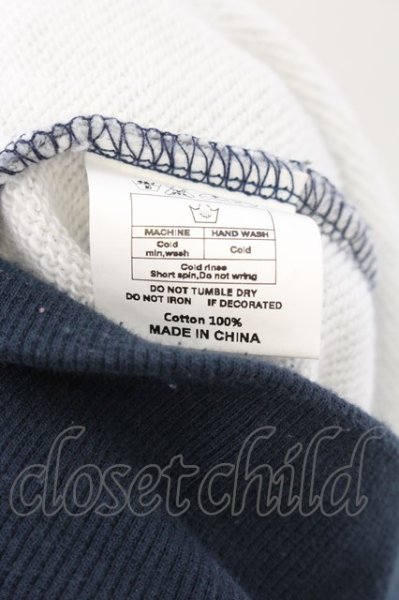 MACHINE HAND WASH
Cold min,wash Cold
Cold rinse
Short spin,Do not wring
DO NOT TUMBLE DRY
DO NOT IRON IF DECORATED
Cotton 100%
MADE IN CHINA
closetchild